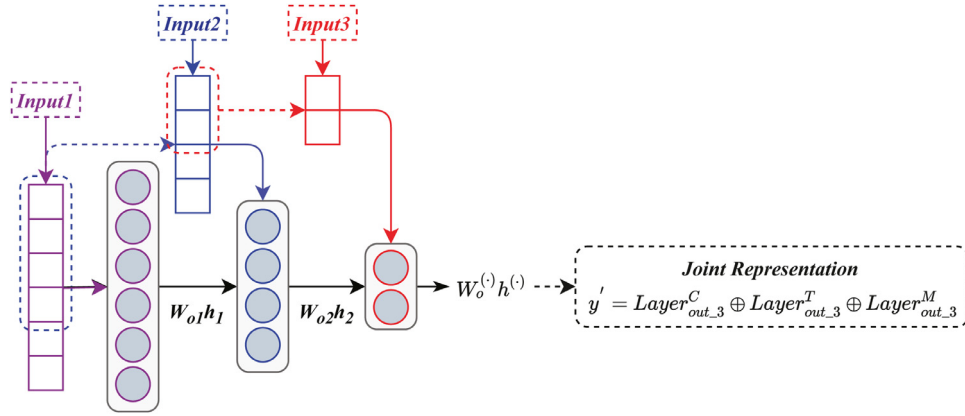 Input1
Input2
Input3
W_{o1}h_1
W_{o2}h_2
W_o^{(·)}h^{(·)}
Joint Representation
y' = Layer^C_{out_3} ⊕ Layer^T_{out_3} ⊕ Layer^M_{out_3}